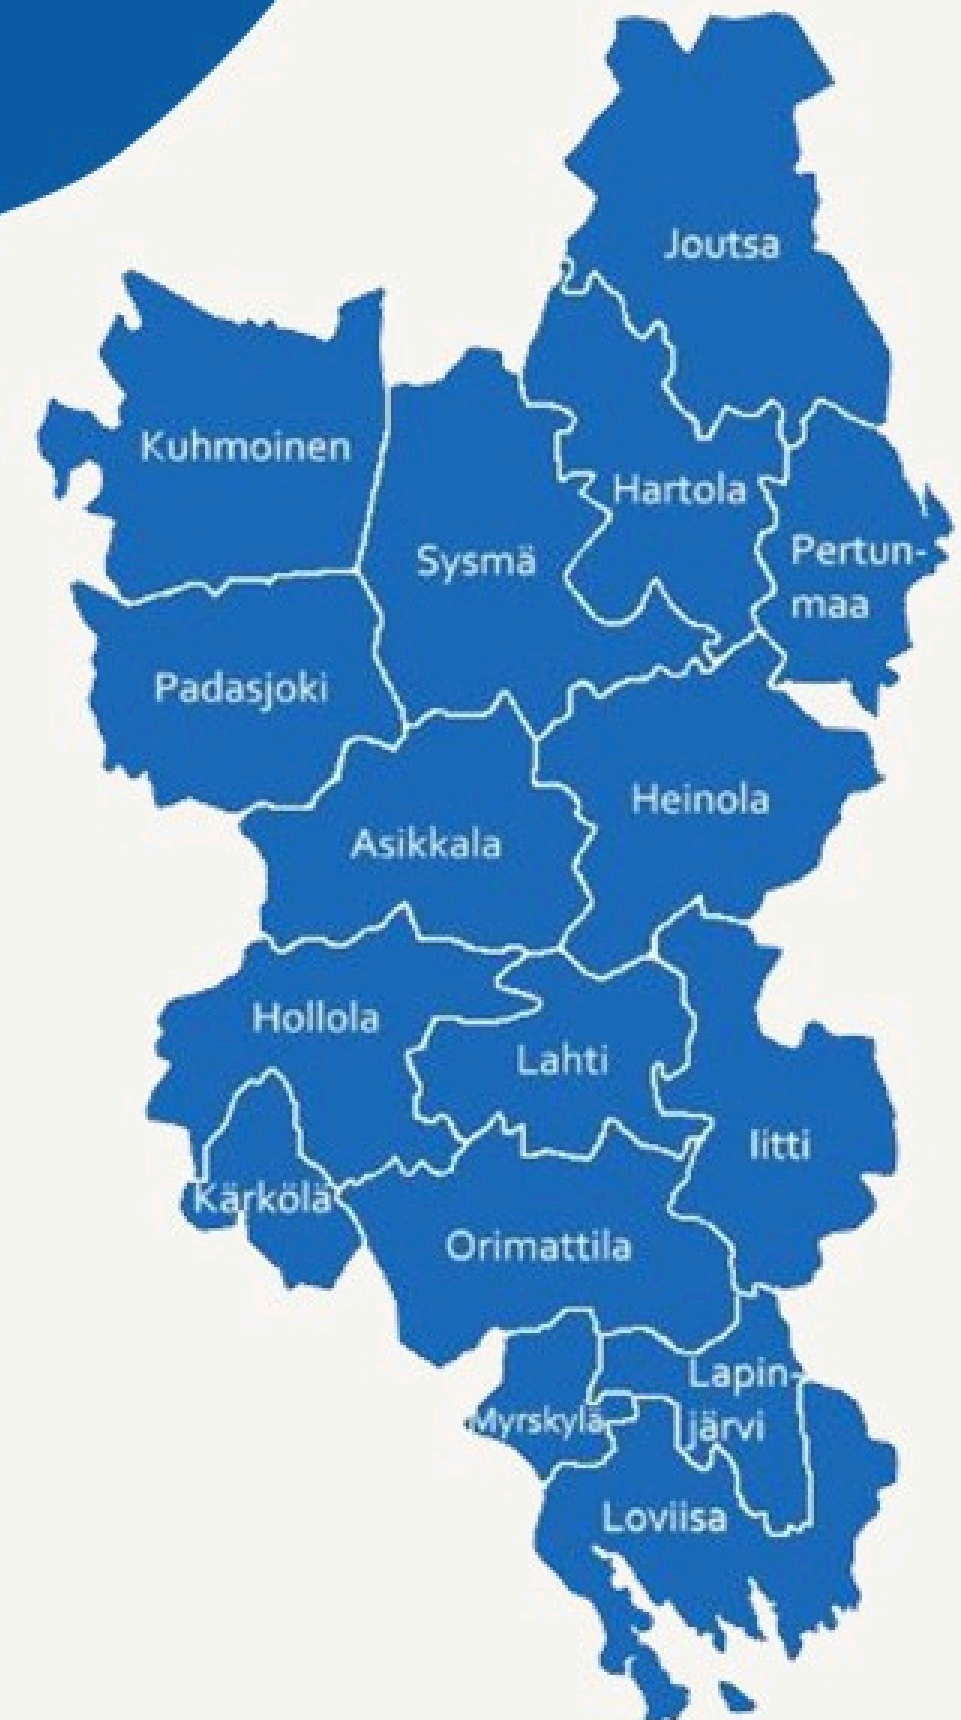 Joutsa
Kuhmoinen
Hartola
Sysmä
Pertun-
maa
Padasjoki
Heinola
Asikkala
Hollola
Lahti
Iitti
Kärkölä
Orimattila
Lapin-
järvi
Myrskylä
Loviisa